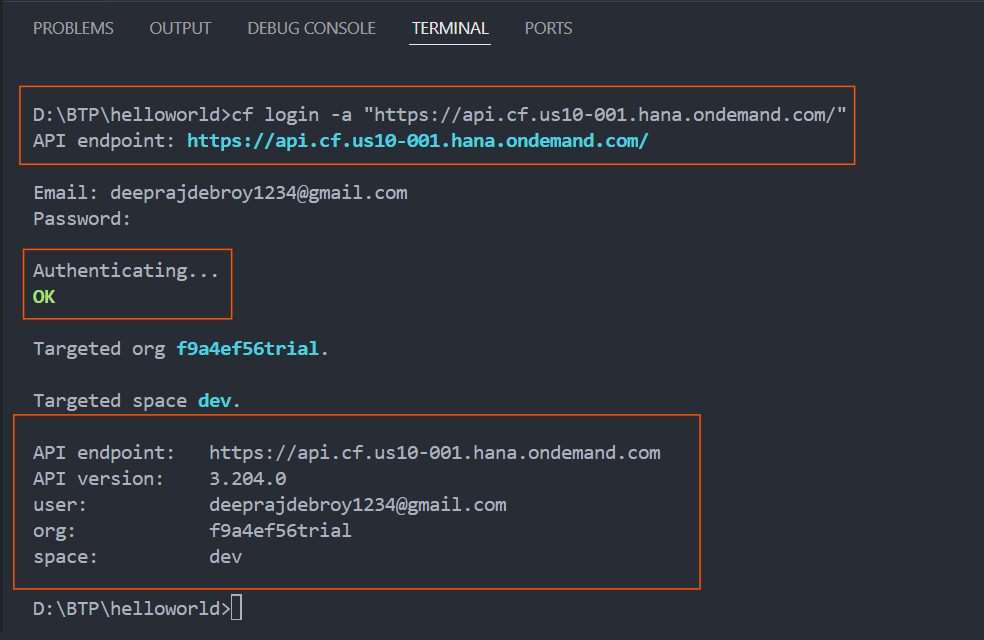 PROBLEMS OUTPUT DEBUG CONSOLE TERMINAL PORTS
D:\BTP\helloworld>cf login -a "https://api.cf.us10-001.hana.ondemand.com/"
API endpoint: https://api.cf.us10-001.hana.ondemand.com/
Email: deeprajdebroy1234@gmail.com
Password:
Authenticating...
OK
Targeted org f9a4ef56trial.
Targeted space dev.
API endpoint: https://api.cf.us10-001.hana.ondemand.com
API version: 3.204.0
user: deeprajdebroy1234@gmail.com
org: f9a4ef56trial
space: dev
D:\BTP\helloworld>